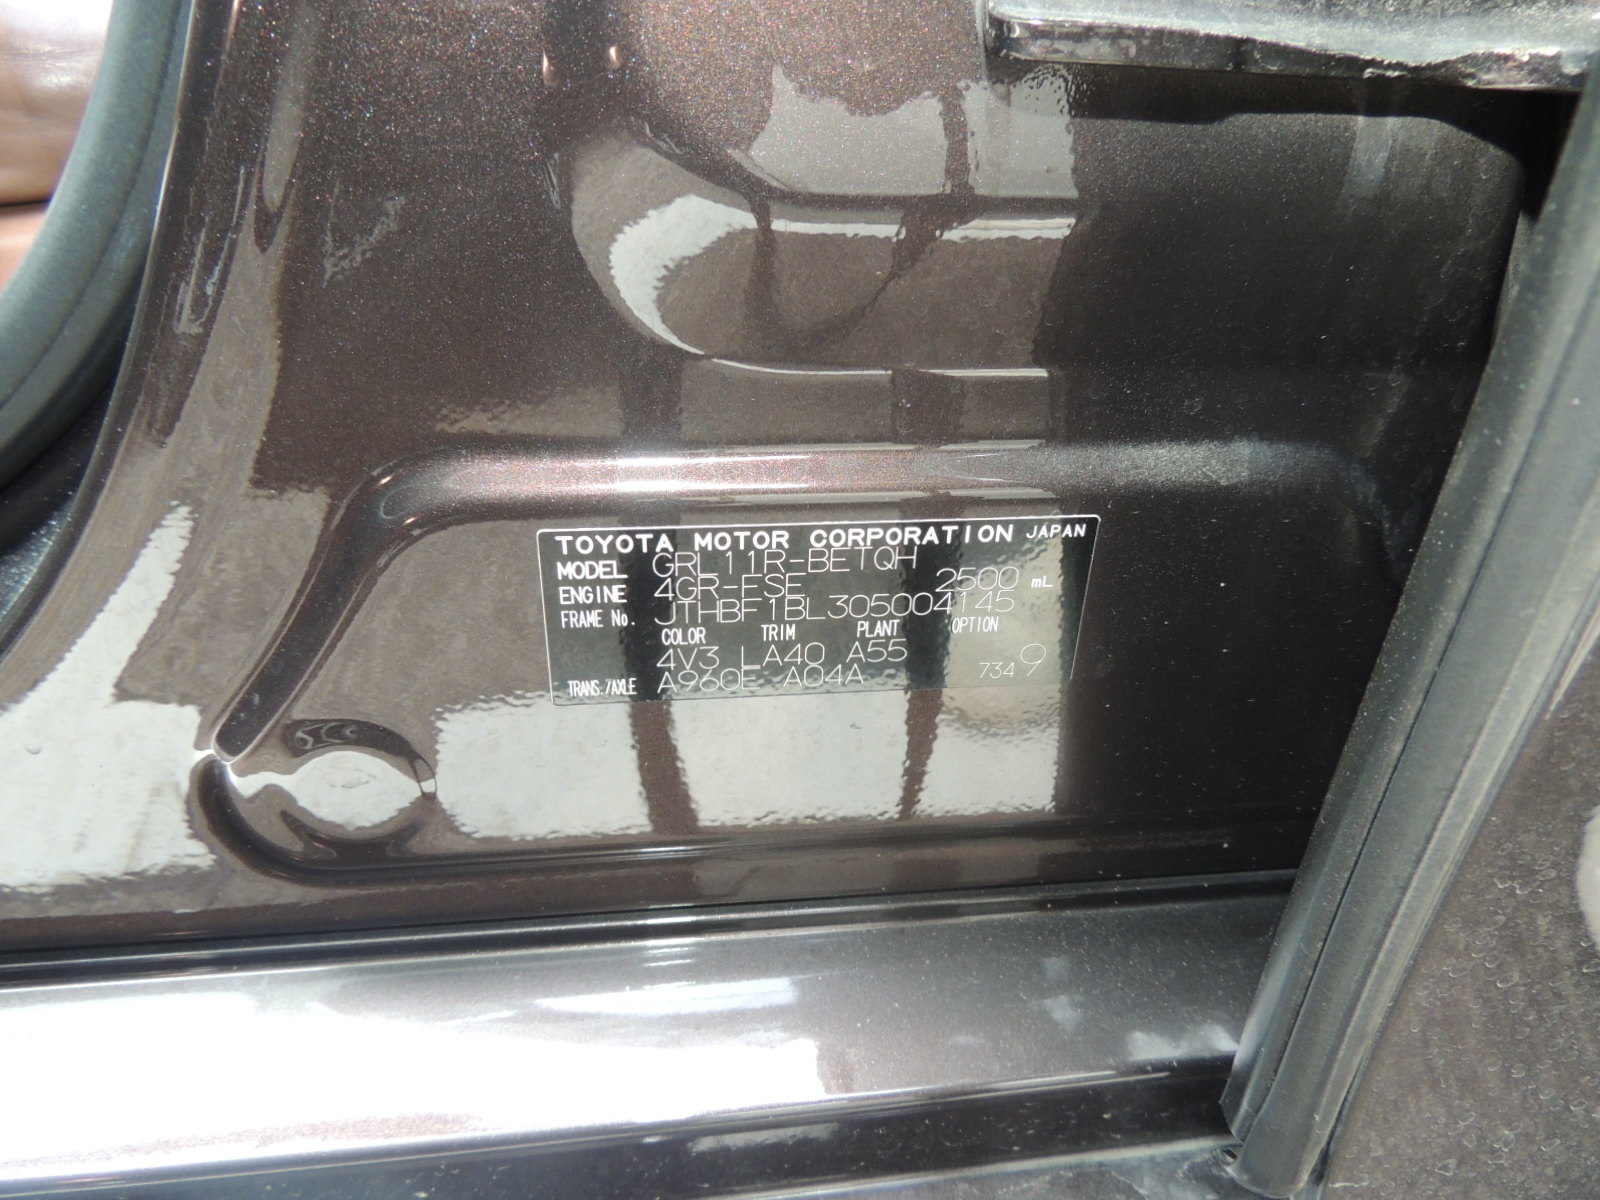 TOYOTA MOTOR CORPORATION JAPAN
MODEL GRL11R-BETQH
ENGINE 4GR-FSE 2500 mL
FRAME No. JTHBF1BL305004145
COLOR TRIM PLANT OPTION
4V3 LA40 A55
TRANS./AXLE A960E A04A 7349